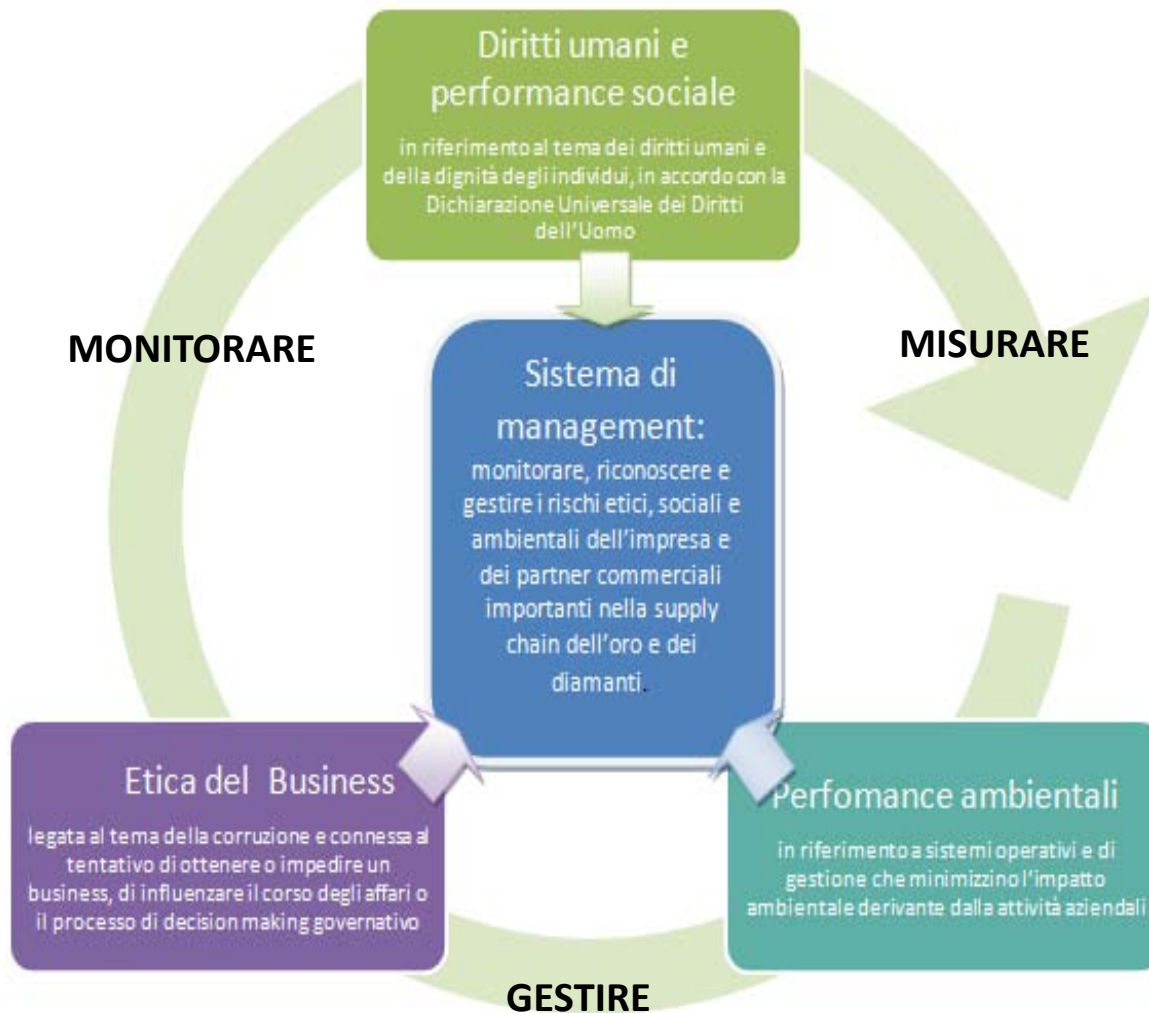 Diritti umani e
performance sociale
in riferimento al tema dei diritti umani e
della dignità degli individui, in accordo con la
Dichiarazione Universale dei Diritti
dell'Uomo
MONITORARE
MISURARE
Sistema di
management:
monitorare, riconoscere e
gestire i rischi etici, sociali e
ambientali dell'impresa e
dei partner commerciali
importanti nella supply
chain dell'oro e dei
diamanti.
Etica del Business
legata al tema della corruzione e connessa al
tentativo di ottenere o impedire un
business, di influenzare il corso degli affari o
il processo di decision making governativo
Perfomance ambientali
in riferimento a sistemi operativi e di
gestione che minimizzino l'impatto
ambientale derivante dalla attività aziendali
GESTIRE